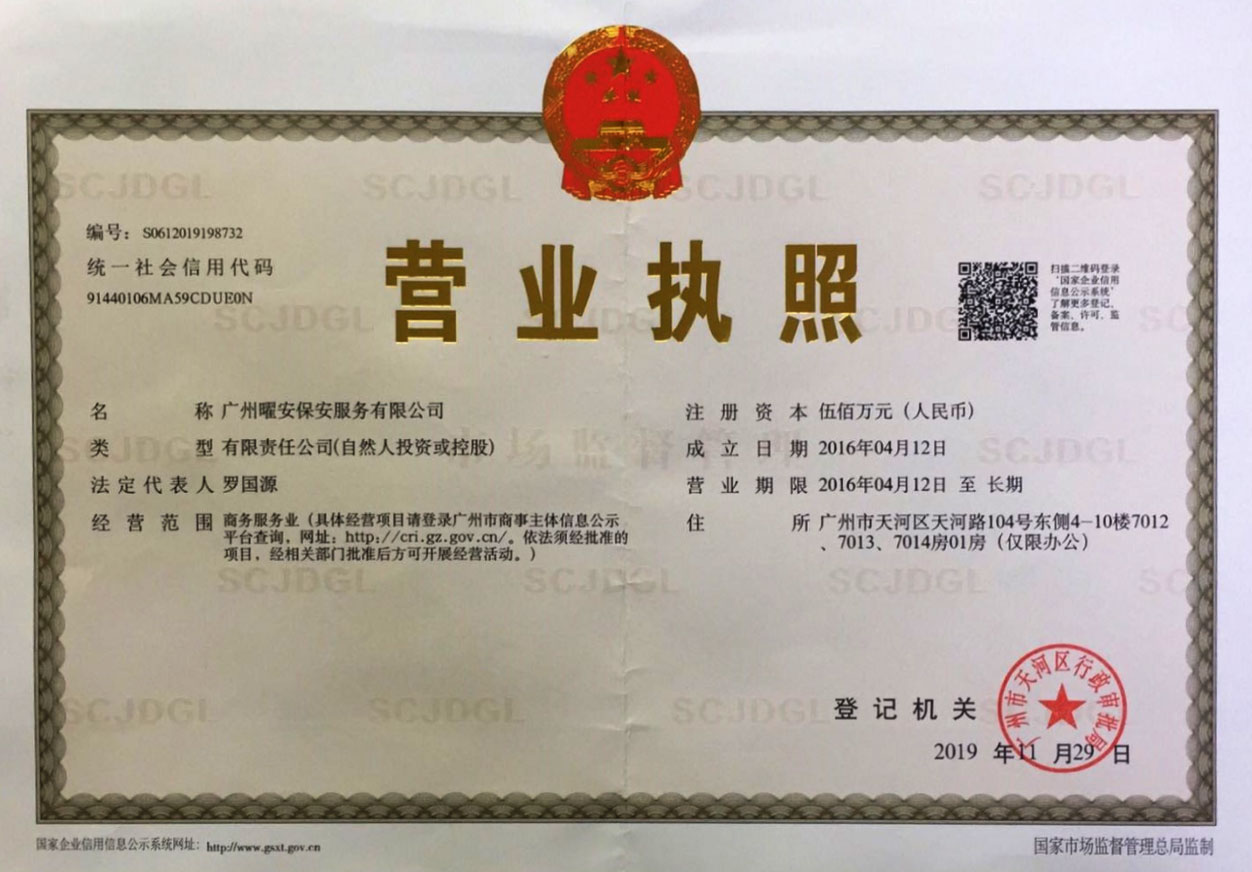 编号： S0612019198732
统一社会信用代码
91440106MA59CDUE0N
营业执照
扫描二维码登录
“国家企业信用
信息公示系统”
了解更多登记、
备案、许可、监
管信息。
名称 广州曜安保安服务有限公司
类型 有限责任公司(自然人投资或控股)
法定代表人 罗国源
经营范围 商务服务业（具体经营项目请登录广州市商事主体信息公示
平台查询，网址：http://cri.gz.gov.cn/。依法须经批准的
项目，经相关部门批准后方可开展经营活动。）
注册资本 伍佰万元（人民币）
成立日期 2016年04月12日
营业期限 2016年04月12日 至 长期
住所 广州市天河区天河路104号东侧4-10楼7012
、7013、7014房01房（仅限办公）
登记机关
广州市天河区行政审批局
2019 年11 月29 日
国家企业信用信息公示系统网址：http://www.gsxt.gov.cn
国家市场监督管理总局监制
SCJDGL
市场监督管理